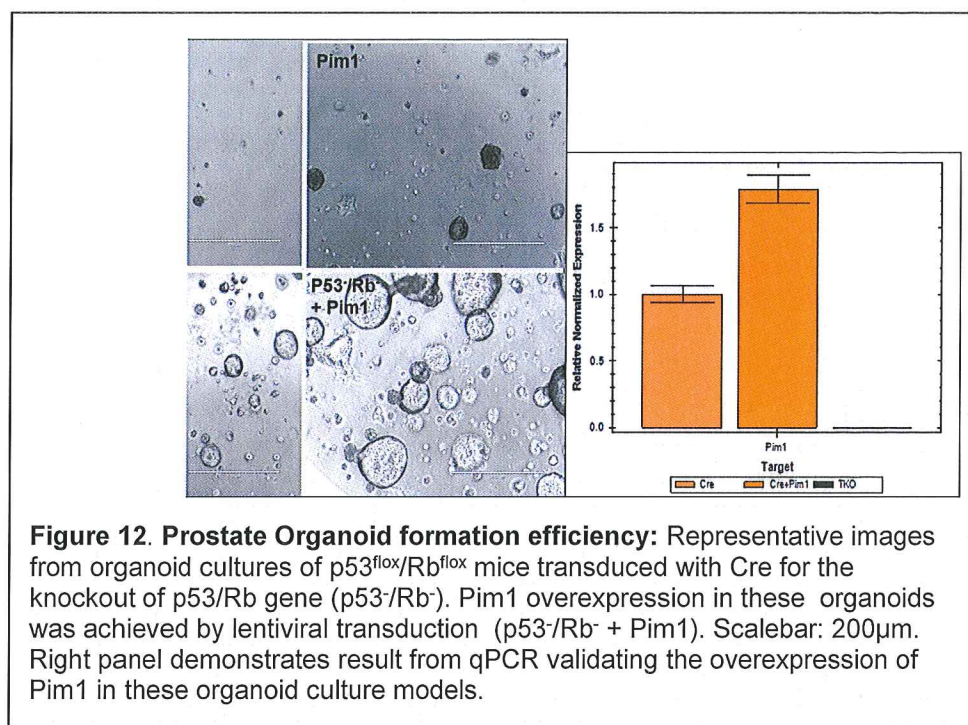 Pim1
P53⁻/Rb⁻
+ Pim1
Relative Normalized Expression
1.5
1.0
0.5
0.0
Pim1
Target
Cre Cre+Pim1 TKO
Figure 12. Prostate Organoid formation efficiency: Representative images
from organoid cultures of p53ᶠˡᵒˣ/Rbᶠˡᵒˣ mice transduced with Cre for the
knockout of p53/Rb gene (p53⁻/Rb⁻). Pim1 overexpression in these organoids
was achieved by lentiviral transduction (p53⁻/Rb⁻ + Pim1). Scalebar: 200µm.
Right panel demonstrates result from qPCR validating the overexpression of
Pim1 in these organoid culture models.